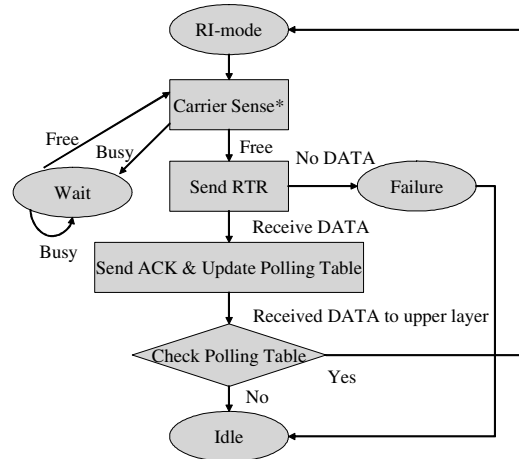 RI-mode
Carrier Sense*
Free
Busy
Free
No DATA
Wait
Send RTR
Failure
Busy
Receive DATA
Send ACK & Update Polling Table
Received DATA to upper layer
Check Polling Table
Yes
No
Idle